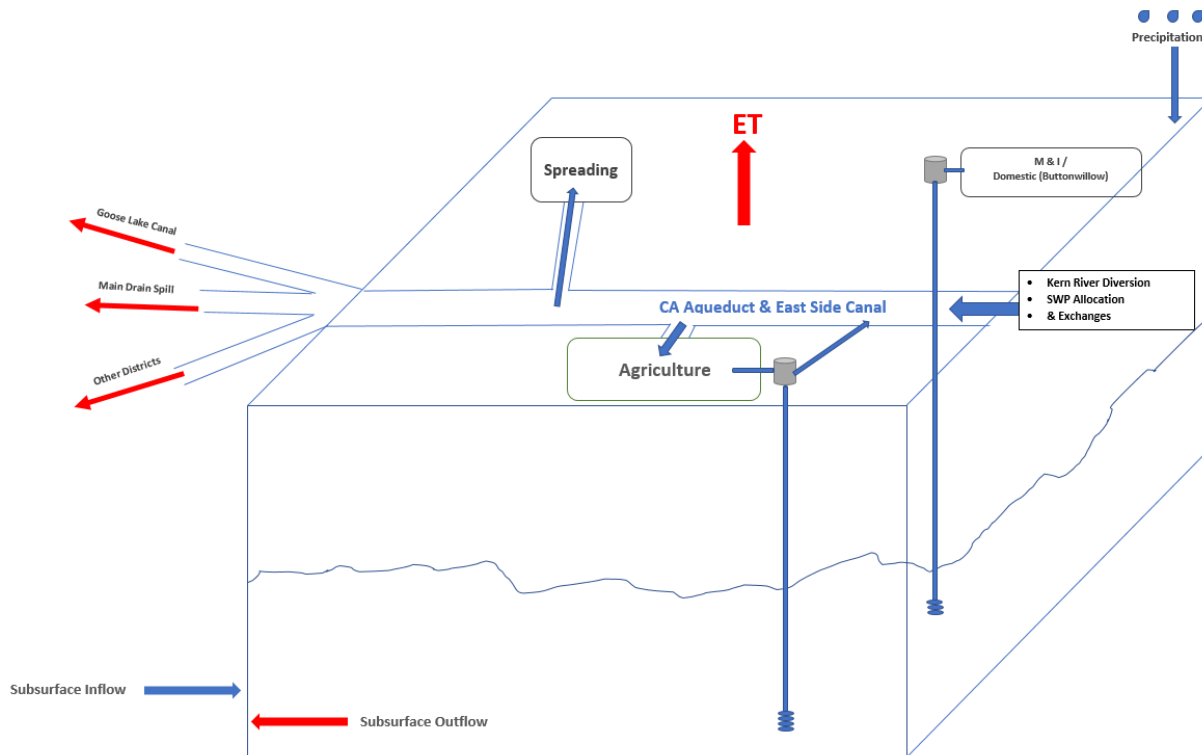 Precipitation
ET
Spreading
M & I /
Domestic (Buttonwillow)
Goose Lake Canal
Main Drain Spill
Other Districts
CA Aqueduct & East Side Canal
• Kern River Diversion
• SWP Allocation
• & Exchanges
Agriculture
Subsurface Inflow
Subsurface Outflow